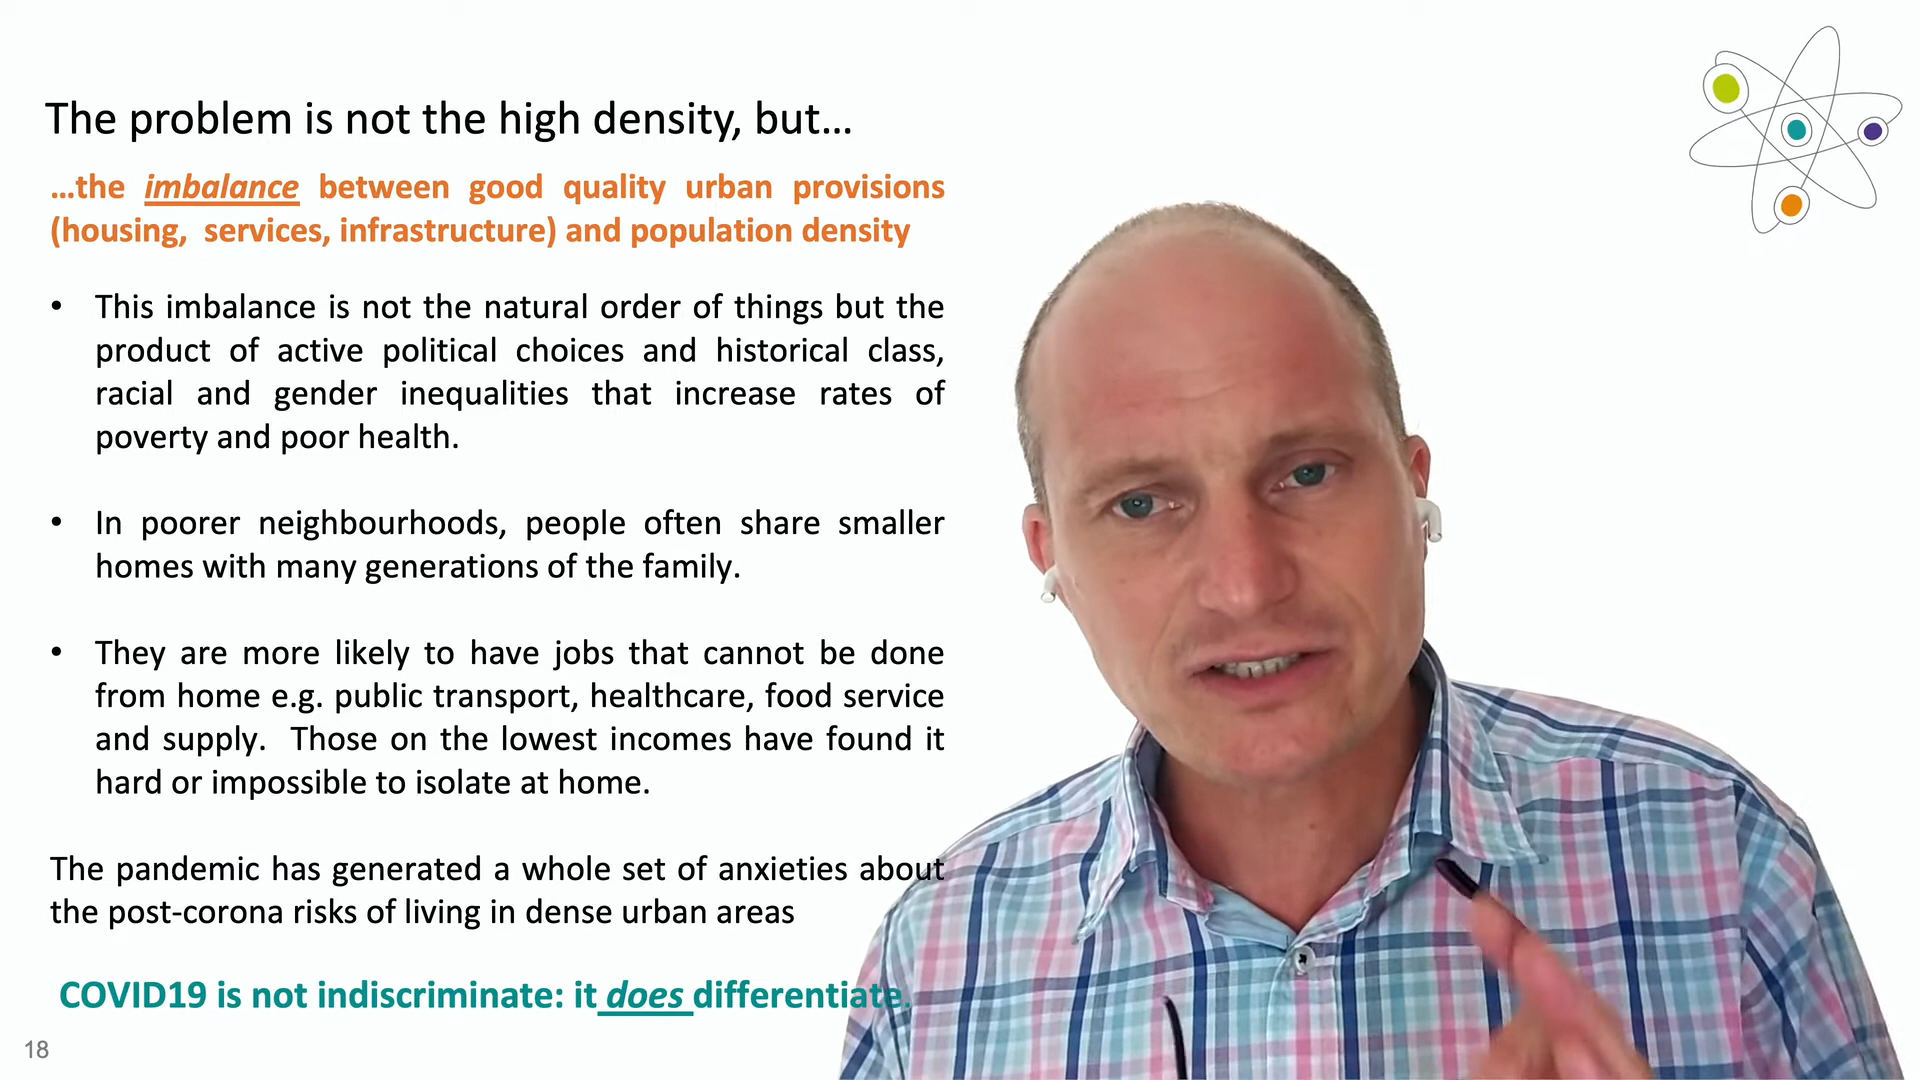 The problem is not the high density, but…
…the imbalance between good quality urban provisions
(housing,  services, infrastructure) and population density
• This imbalance is not the natural order of things but the
product of active political choices and historical class,
racial and gender inequalities that increase rates of
poverty and poor health.
• In poorer neighbourhoods, people often share smaller
homes with many generations of the family.
• They are more likely to have jobs that cannot be done
from home e.g. public transport, healthcare, food service
and supply.  Those on the lowest incomes have found it
hard or impossible to isolate at home.
The pandemic has generated a whole set of anxieties about
the post-corona risks of living in dense urban areas
COVID19 is not indiscriminate: it does differentiate.
18